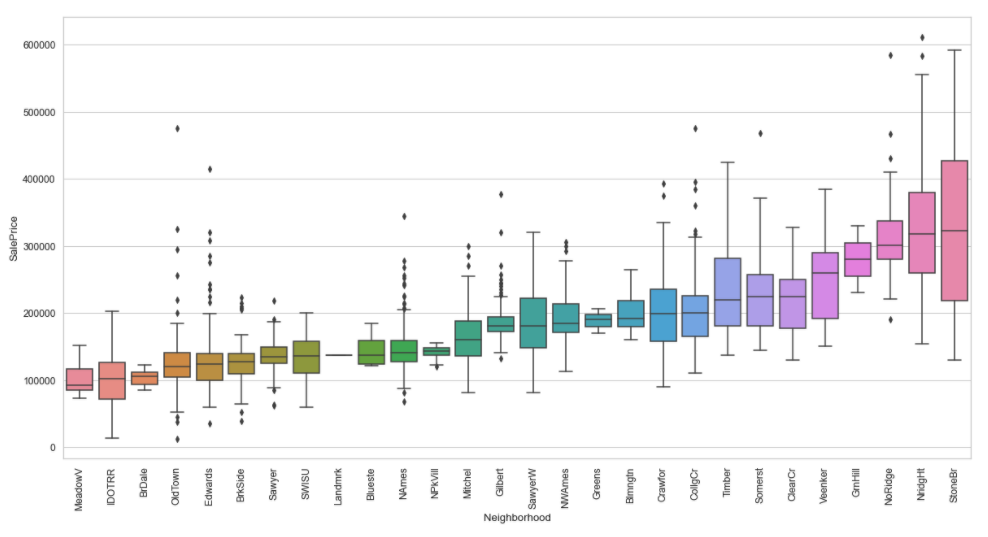 600000
500000
400000
300000
200000
100000
0
SalePrice
MeadowV
IDOTRR
BrDale
OldTown
Edwards
BrkSide
Sawyer
SWISU
Landmrk
Blueste
NAmes
NPkVill
Mitchel
Gilbert
SawyerW
NWAmes
Greens
Blmngtn
Crawfor
CollgCr
Timber
Somerst
ClearCr
Veenker
GrnHill
NoRidge
NridgHt
StoneBr
Neighborhood